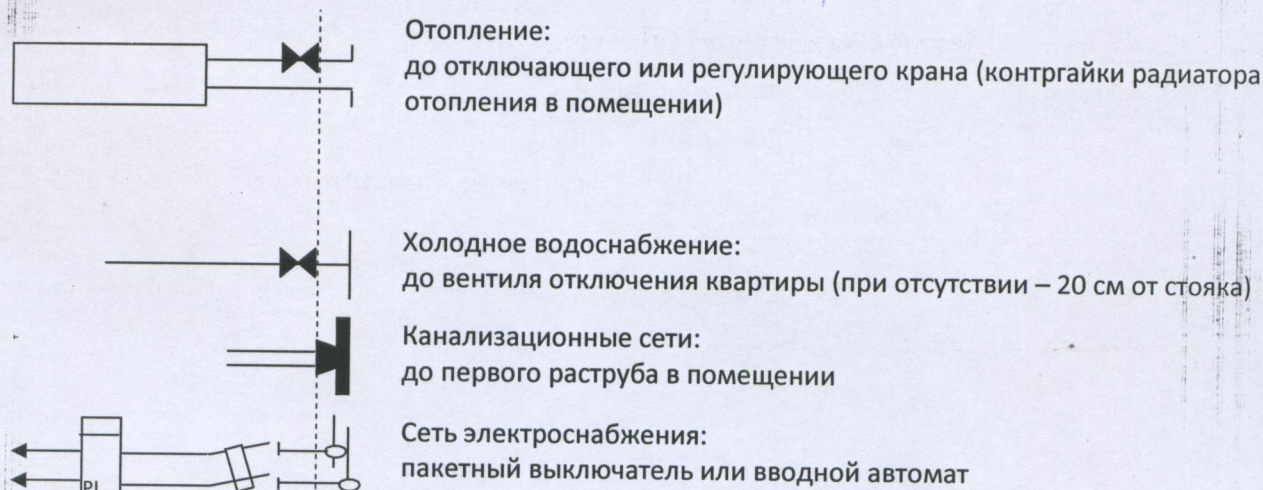 Отопление:
до отключающего или регулирующего крана (контргайки радиатора
отопления в помещении)
Холодное водоснабжение:
до вентиля отключения квартиры (при отсутствии – 20 см от стояка)
Канализационные сети:
до первого раструба в помещении
Сеть электроснабжения:
пакетный выключатель или вводной автомат